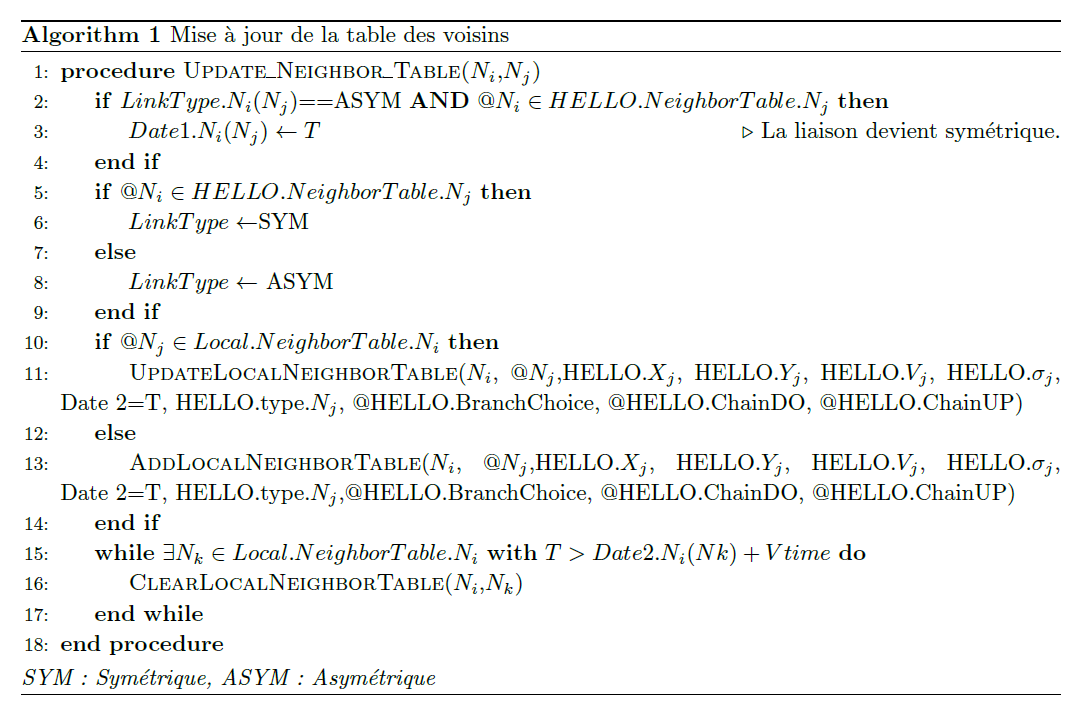 Algorithm 1 Mise à jour de la table des voisins
1: procedure UPDATE_NEIGHBOR_TABLE(N_i,N_j)
2: if LinkType.N_i(N_j)==ASYM AND @N_i ∈ HELLO.NeighborTable.N_j then
3: Date1.N_i(N_j) ← T ▷ La liaison devient symétrique.
4: end if
5: if @N_i ∈ HELLO.NeighborTable.N_j then
6: LinkType ←SYM
7: else
8: LinkType ← ASYM
9: end if
10: if @N_j ∈ Local.NeighborTable.N_i then
11: UPDATELOCALNEIGHBORTABLE(N_i, @N_j,HELLO.X_j, HELLO.Y_j, HELLO.V_j, HELLO.σ_j,
Date 2=T, HELLO.type.N_j, @HELLO.BranchChoice, @HELLO.ChainDO, @HELLO.ChainUP)
12: else
13: ADDLOCALNEIGHBORTABLE(N_i, @N_j,HELLO.X_j, HELLO.Y_j, HELLO.V_j, HELLO.σ_j,
Date 2=T, HELLO.type.N_j,@HELLO.BranchChoice, @HELLO.ChainDO, @HELLO.ChainUP)
14: end if
15: while ∃N_k ∈ Local.NeighborTable.N_i with T > Date2.N_i(Nk) + Vtime do
16: CLEARLOCALNEIGHBORTABLE(N_i,N_k)
17: end while
18: end procedure
SYM : Symétrique, ASYM : Asymétrique